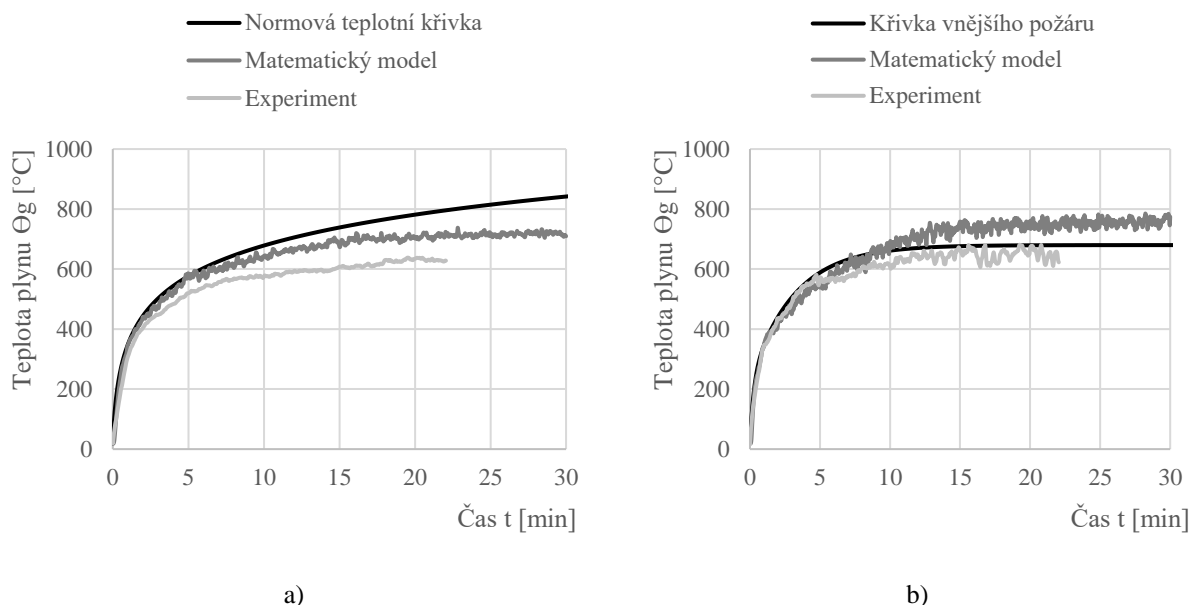 Normová teplotní křivka
Matematický model
Experiment
Teplota plynu Θg [°C]
1000
800
600
400
200
0
0 5 10 15 20 25 30
Čas t [min]
a)
Křivka vnějšího požáru
Matematický model
Experiment
Teplota plynu Θg [°C]
1000
800
600
400
200
0
0 5 10 15 20 25 30
Čas t [min]
b)